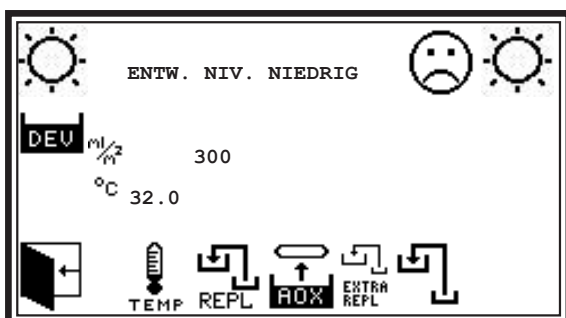 ENTW. NIV. NIEDRIG
DEV ml/m² 300
°C 32.0
TEMP REPL AOX EXTRA REPL